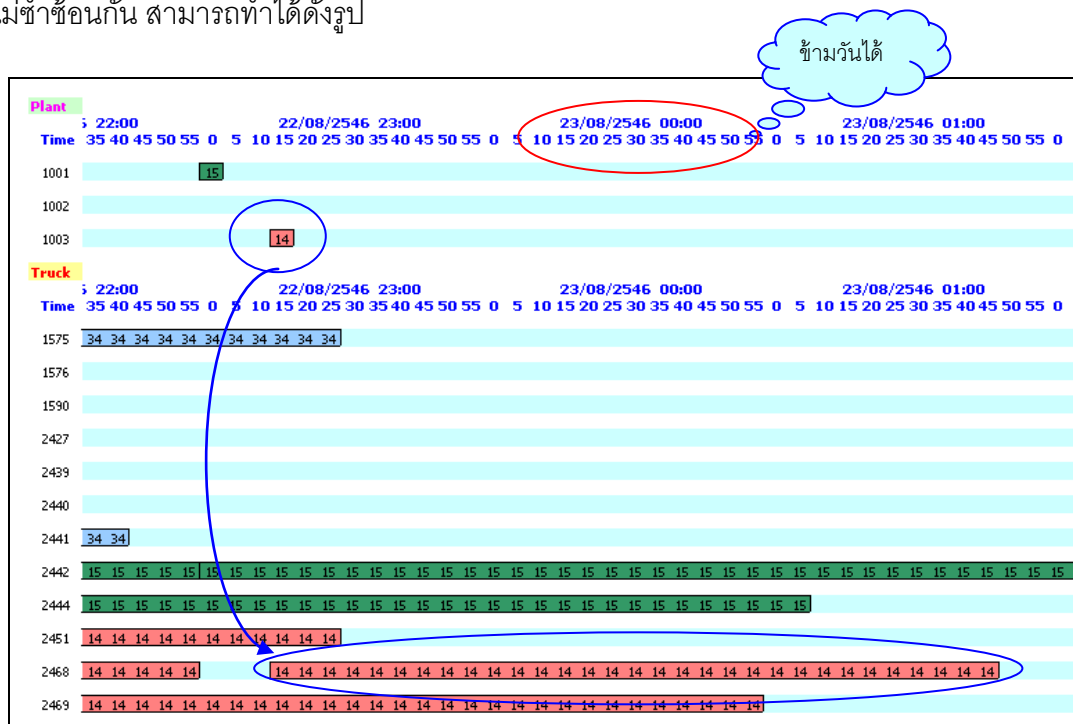 ไม่ซ้ำซ้อนกัน สามารถทำได้ดังรูป
ข้ามวันได้
Plant
5 22:00 22/08/2546 23:00 23/08/2546 00:00 23/08/2546 01:00
Time 35 40 45 50 55 0 5 10 15 20 25 30 35 40 45 50 55 0 5 10 15 20 25 30 35 40 45 50 55 0 5 10 15 20 25 30 35 40 45 50 55 0
1001 15
1002
1003 14
Truck
5 22:00 22/08/2546 23:00 23/08/2546 00:00 23/08/2546 01:00
Time 35 40 45 50 55 0 5 10 15 20 25 30 35 40 45 50 55 0 5 10 15 20 25 30 35 40 45 50 55 0 5 10 15 20 25 30 35 40 45 50 55 0
1575 34 34 34 34 34 34 34 34 34 34 34
1576
1590
2427
2439
2440
2441 34 34
2442 15 15 15 15 15 15 15 15 15 15 15 15 15 15 15 15 15 15 15 15 15 15 15 15 15 15 15 15 15 15 15 15 15 15 15 15 15 15 15 15 15 15
2444 15 15 15 15 15 15 15 15 15 15 15 15 15 15 15 15 15 15 15 15 15 15 15 15 15 15 15 15 15 15 15
2451 14 14 14 14 14 14 14 14 14 14 14
2468 14 14 14 14 14 14 14 14 14 14 14 14 14 14 14 14 14 14 14 14 14 14 14 14 14 14 14 14 14 14 14 14 14 14 14 14
2469 14 14 14 14 14 14 14 14 14 14 14 14 14 14 14 14 14 14 14 14 14 14 14 14 14 14 14 14 14